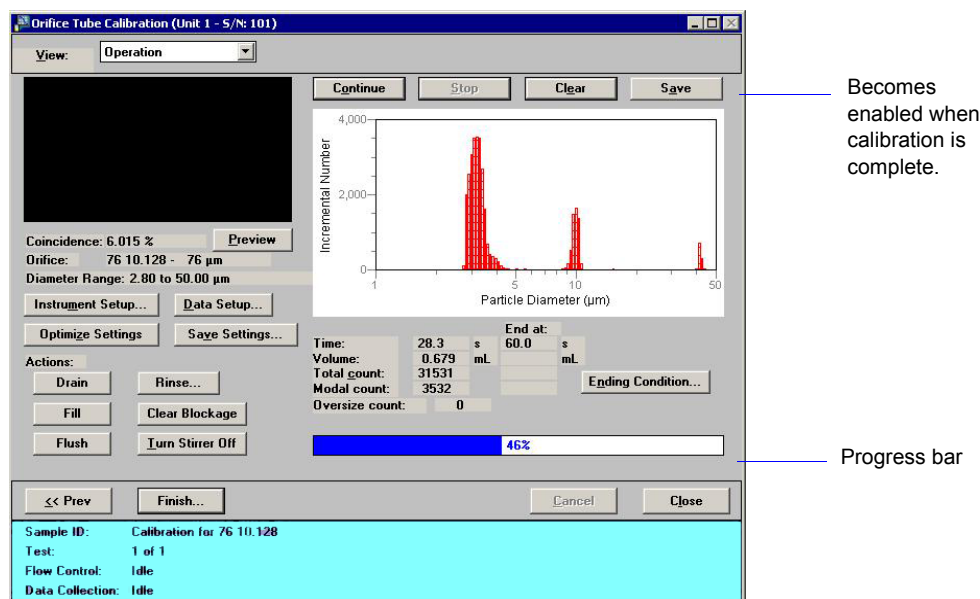 Orifice Tube Calibration (Unit 1 - S/N: 101)
View: Operation
Continue Stop Clear Save
Becomes
enabled when
calibration is
complete.
4,000
2,000
0
Incremental Number
1 5 10 50
Particle Diameter (µm)
Coincidence: 6.015 % Preview
Orifice: 76 10.128 - 76 µm
Diameter Range: 2.80 to 50.00 µm
Instrument Setup... Data Setup...
Optimize Settings Save Settings...
Actions:
Drain Rinse...
Fill Clear Blockage
Flush Turn Stirrer Off
End at:
Time: 28.3 s 60.0 s
Volume: 0.679 mL mL
Total count: 31531
Modal count: 3532
Oversize count: 0
Ending Condition...
46%
Progress bar
<< Prev Finish... Cancel Close
Sample ID: Calibration for 76 10.128
Test: 1 of 1
Flow Control: Idle
Data Collection: Idle